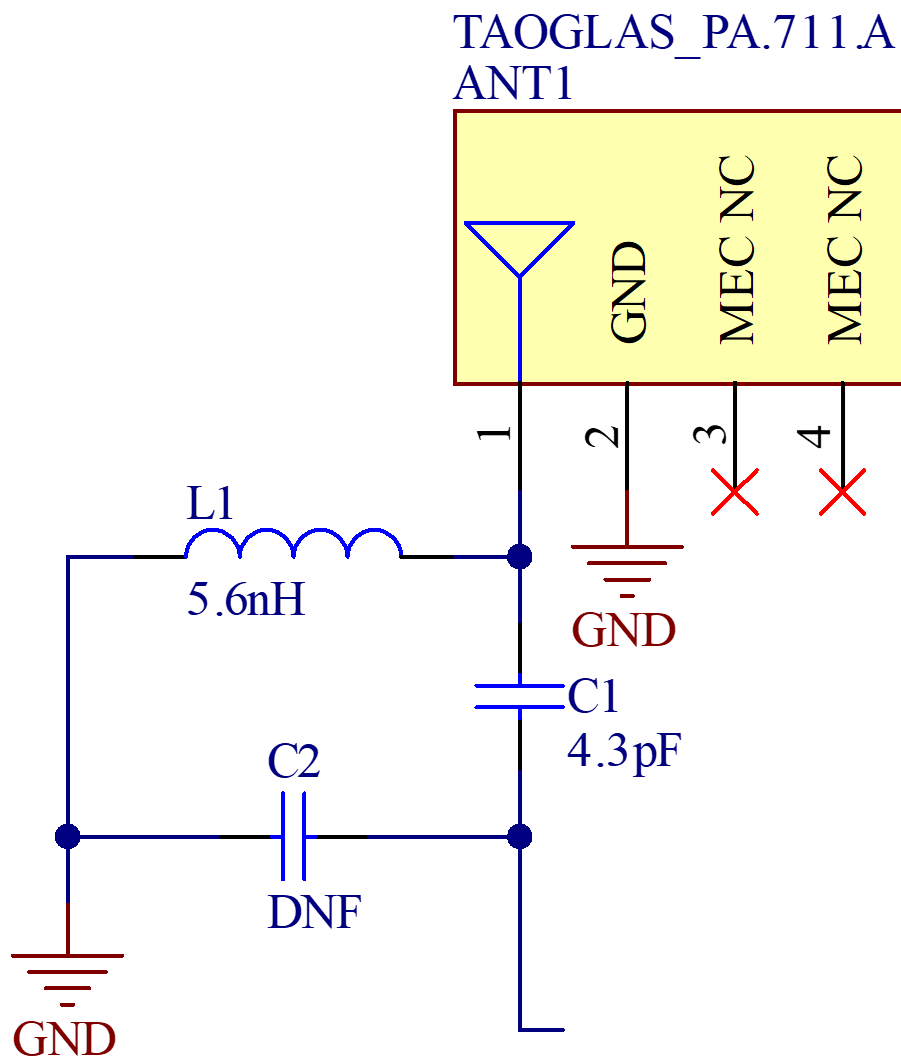 TAOGLAS_PA.711.A
ANT1
GND
MEC NC
MEC NC
1
2
3
4
L1
5.6nH
GND
C1
4.3pF
C2
DNF
GND